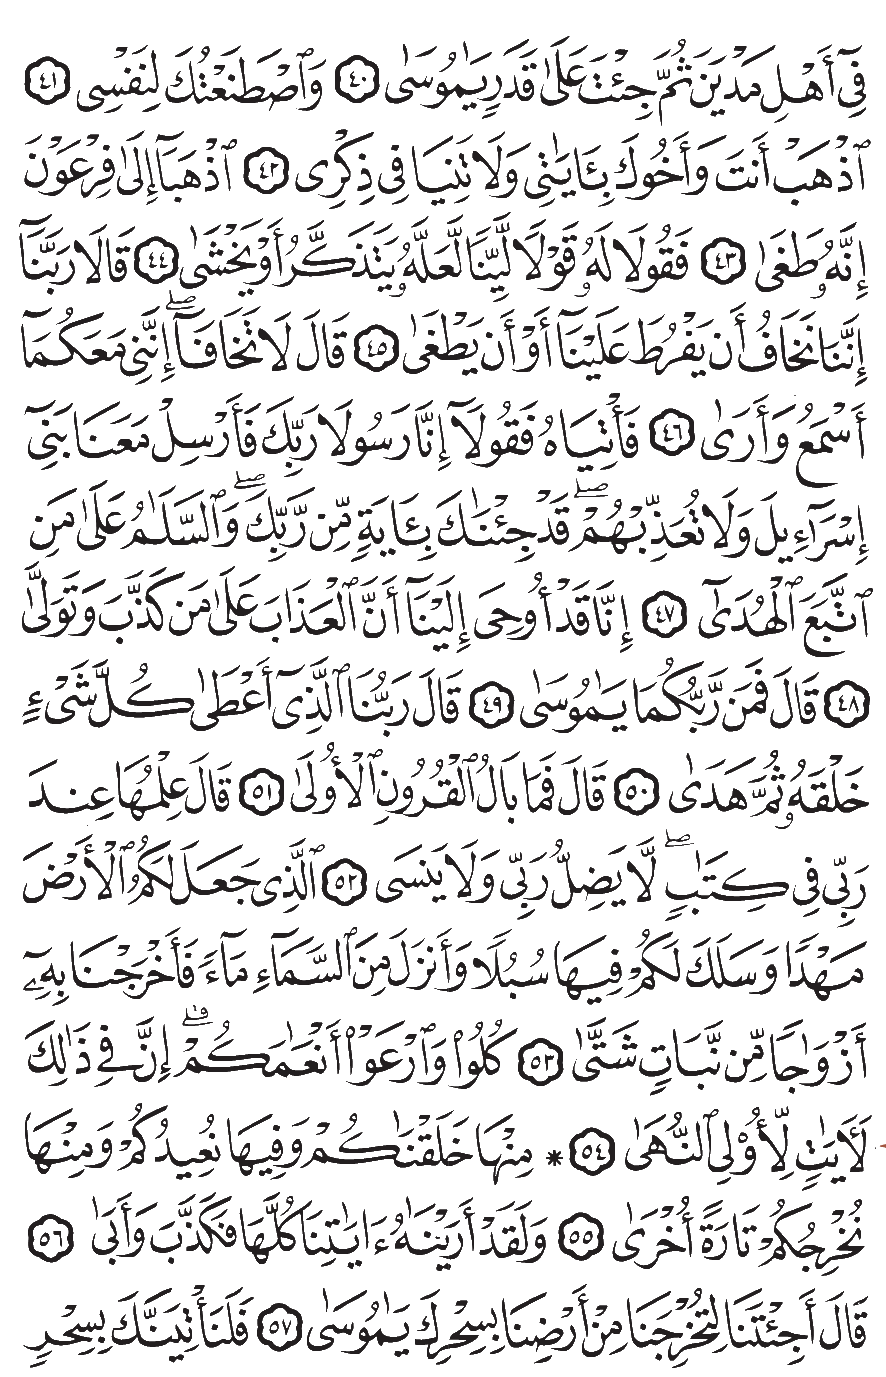 فِىٓ أَهۡلِ مَدۡيَنَ ثُمَّ جِئۡتَ عَلَىٰ قَدَرٖ يَٰمُوسَىٰ ٤٠ وَٱصۡطَنَعۡتُكَ لِنَفۡسِى ٤١
ٱذۡهَبۡ أَنتَ وَأَخُوكَ بِـَٔايَٰتِى وَلَا تَنِيَا فِى ذِكۡرِى ٤٢ ٱذۡهَبَآ إِلَىٰ فِرۡعَوۡنَ
إِنَّهُۥ طَغَىٰ ٤٣ فَقُولَا لَهُۥ قَوۡلٗا لَّيِّنٗا لَّعَلَّهُۥ يَتَذَكَّرُ أَوۡ يَخۡشَىٰ ٤٤ قَالَا رَبَّنَآ
إِنَّنَا نَخَافُ أَن يَفۡرُطَ عَلَيۡنَآ أَوۡ أَن يَطۡغَىٰ ٤٥ قَالَ لَا تَخَافَآۖ إِنَّنِى مَعَكُمَآ
أَسۡمَعُ وَأَرَىٰ ٤٦ فَأۡتِيَاهُ فَقُولَآ إِنَّا رَسُولَا رَبِّكَ فَأَرۡسِلۡ مَعَنَا بَنِىٓ
إِسۡرَٰٓءِيلَ وَلَا تُعَذِّبۡهُمۡۖ قَدۡ جِئۡنَٰكَ بِـَٔايَةٖ مِّن رَّبِّكَۖ وَٱلسَّلَٰمُ عَلَىٰ مَنِ
ٱتَّبَعَ ٱلۡهُدَىٰٓ ٤٧ إِنَّا قَدۡ أُوحِىَ إِلَيۡنَآ أَنَّ ٱلۡعَذَابَ عَلَىٰ مَن كَذَّبَ وَتَوَلَّىٰ
٤٨ قَالَ فَمَن رَّبُّكُمَا يَٰمُوسَىٰ ٤٩ قَالَ رَبُّنَا ٱلَّذِىٓ أَعۡطَىٰ كُلَّ شَىۡءٍ
خَلۡقَهُۥ ثُمَّ هَدَىٰ ٥٠ قَالَ فَمَا بَالُ ٱلۡقُرُونِ ٱلۡأُولَىٰ ٥١ قَالَ عِلۡمُهَا عِندَ
رَبِّى فِى كِتَٰبٖۖ لَّا يَضِلُّ رَبِّى وَلَا يَنسَى ٥٢ ٱلَّذِى جَعَلَ لَكُمُ ٱلۡأَرۡضَ
مَهۡدٗا وَسَلَكَ لَكُمۡ فِيهَا سُبُلٗا وَأَنزَلَ مِنَ ٱلسَّمَآءِ مَآءٗ فَأَخۡرَجۡنَا بِهِۦٓ
أَزۡوَٰجٗا مِّن نَّبَاتٖ شَتَّىٰ ٥٣ كُلُواْ وَٱرۡعَوۡاْ أَنۡعَٰمَكُمۡۚ إِنَّ فِى ذَٰلِكَ
لَأٓيَٰتٖ لِّأُوْلِى ٱلنُّهَىٰ ٥٤ * مِنۡهَا خَلَقۡنَٰكُمۡ وَفِيهَا نُعِيدُكُمۡ وَمِنۡهَا
نُخۡرِجُكُمۡ تَارَةً أُخۡرَىٰ ٥٥ وَلَقَدۡ أَرَيۡنَٰهُ ءَايَٰتِنَا كُلَّهَا فَكَذَّبَ وَأَبَىٰ ٥٦
قَالَ أَجِئۡتَنَا لِتُخۡرِجَنَا مِنۡ أَرۡضِنَا بِسِحۡرِكَ يَٰمُوسَىٰ ٥٧ فَلَنَأۡتِيَنَّكَ بِسِحۡرٖ